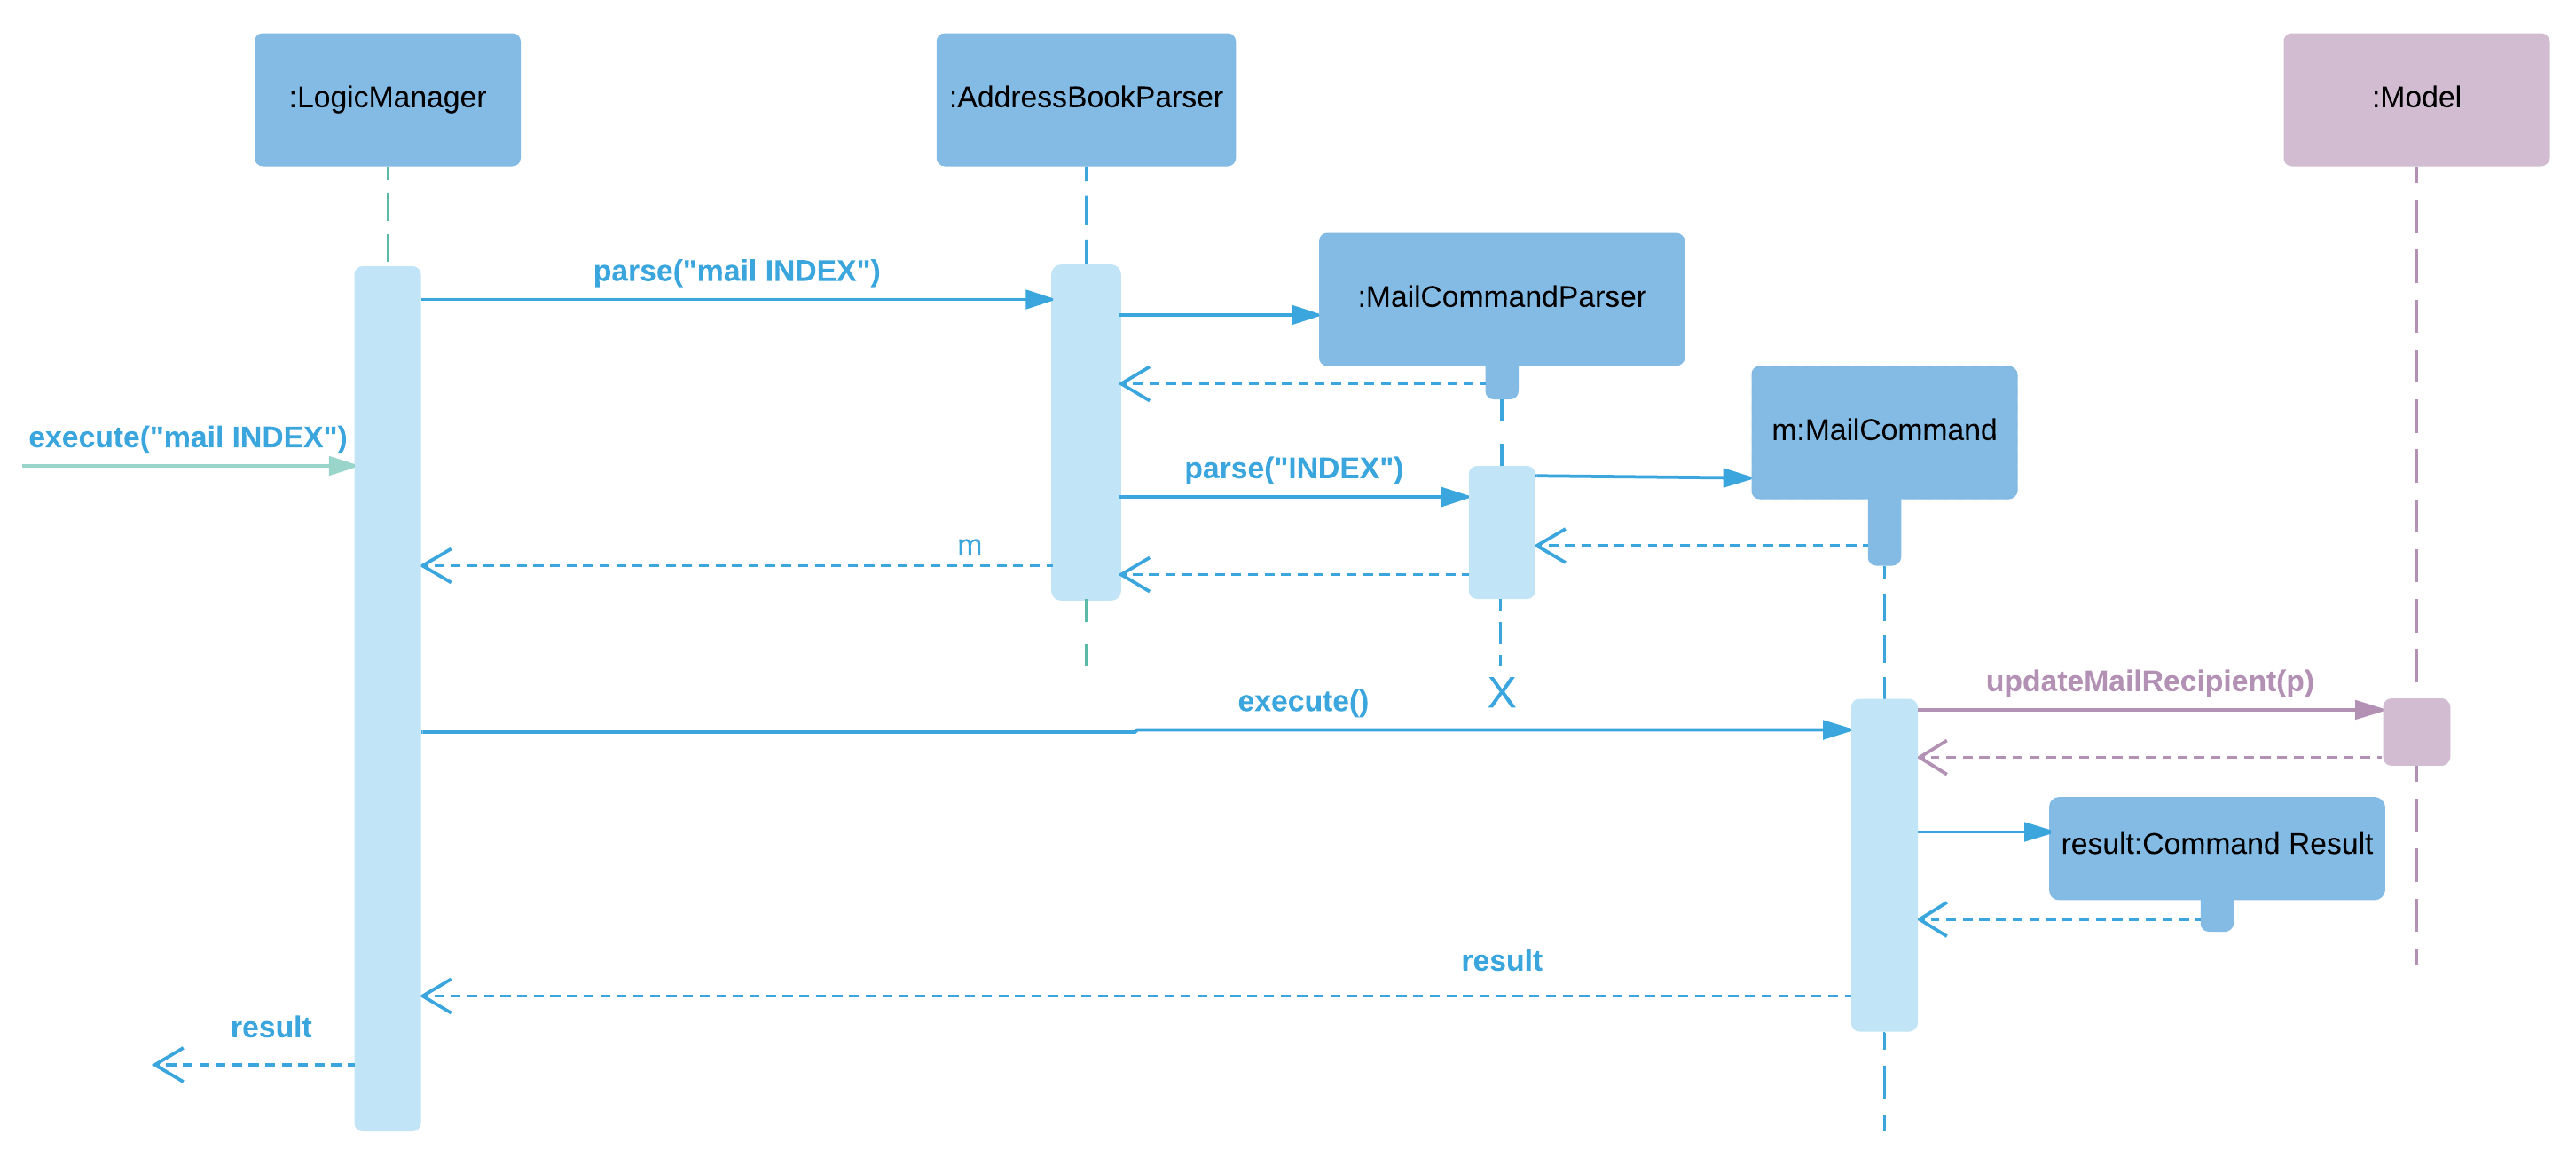 :LogicManager
:AddressBookParser
:Model
parse("mail INDEX")
:MailCommandParser
execute("mail INDEX")
m:MailCommand
parse("INDEX")
m
updateMailRecipient(p)
execute()
X
result:Command Result
result
result